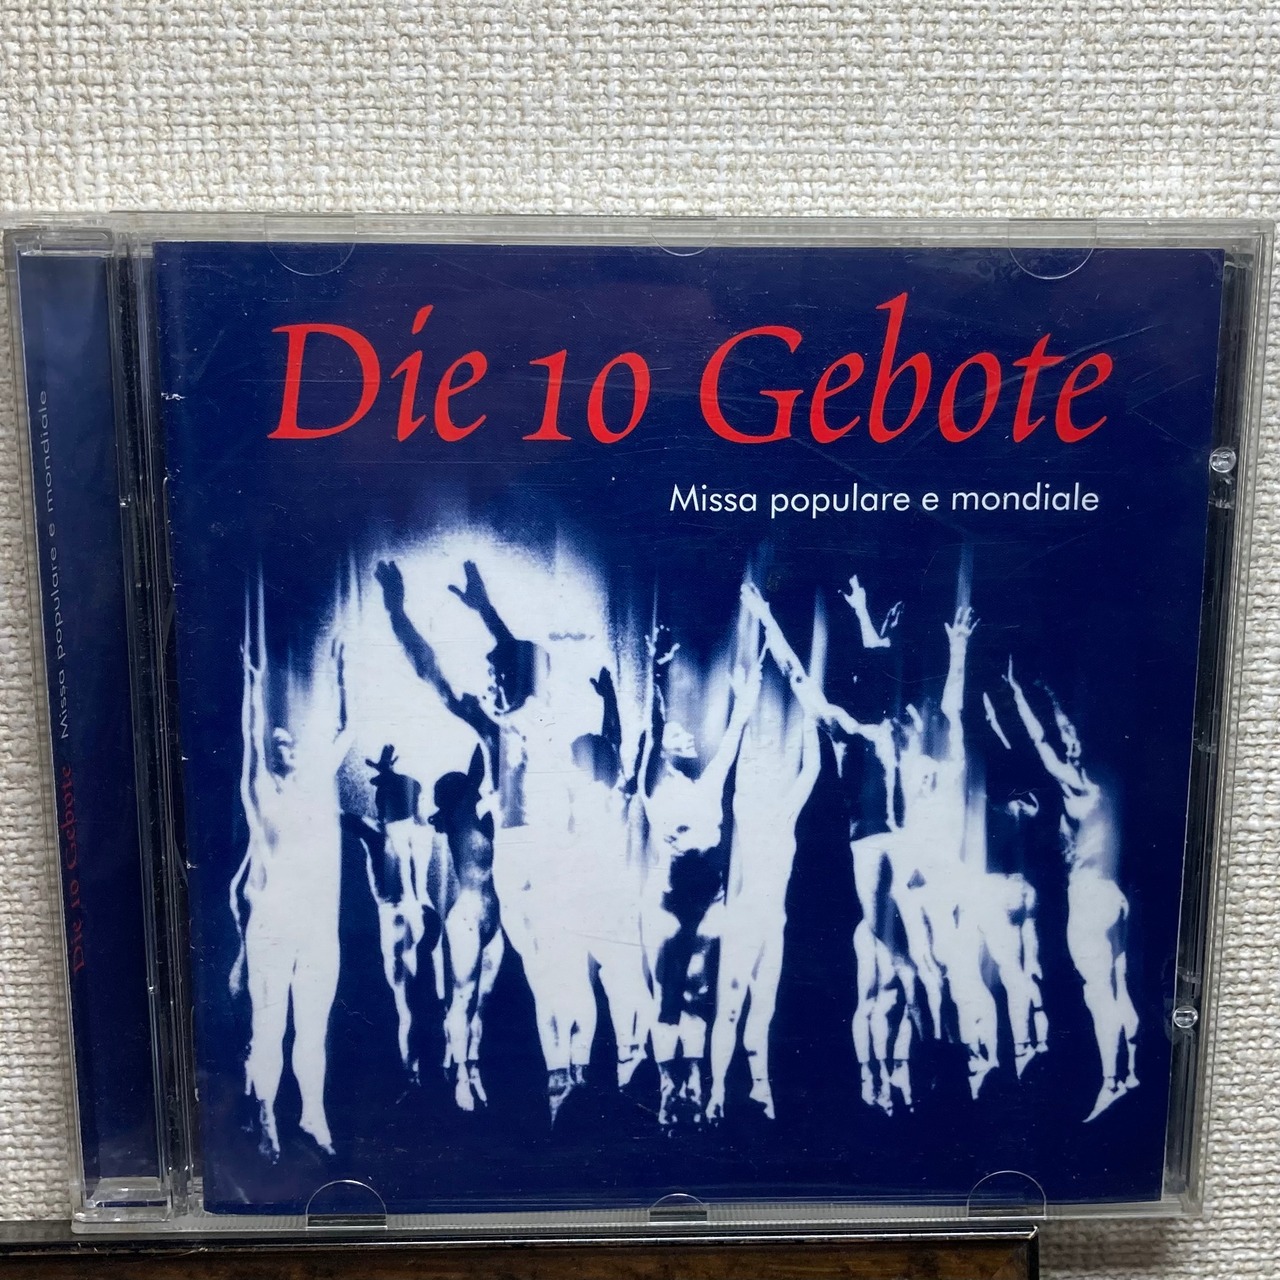 Die 10 Gebote
Missa populare e mondiale
Die 10 Gebote Missa populare e mondiale